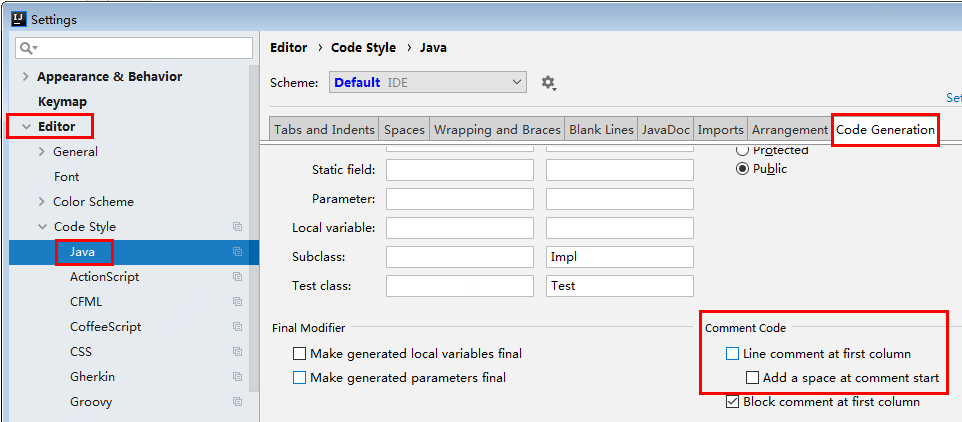 Settings
Appearance & Behavior
Keymap
Editor
General
Font
Color Scheme
Code Style
Java
ActionScript
CFML
CoffeeScript
CSS
Gherkin
Groovy
Editor › Code Style › Java
Scheme: Default IDE
Set
Tabs and Indents Spaces Wrapping and Braces Blank Lines JavaDoc Imports Arrangement Code Generation
Protected
Static field:
Public
Parameter:
Local variable:
Subclass: Impl
Test class: Test
Final Modifier
Make generated local variables final
Make generated parameters final
Comment Code
Line comment at first column
Add a space at comment start
Block comment at first column